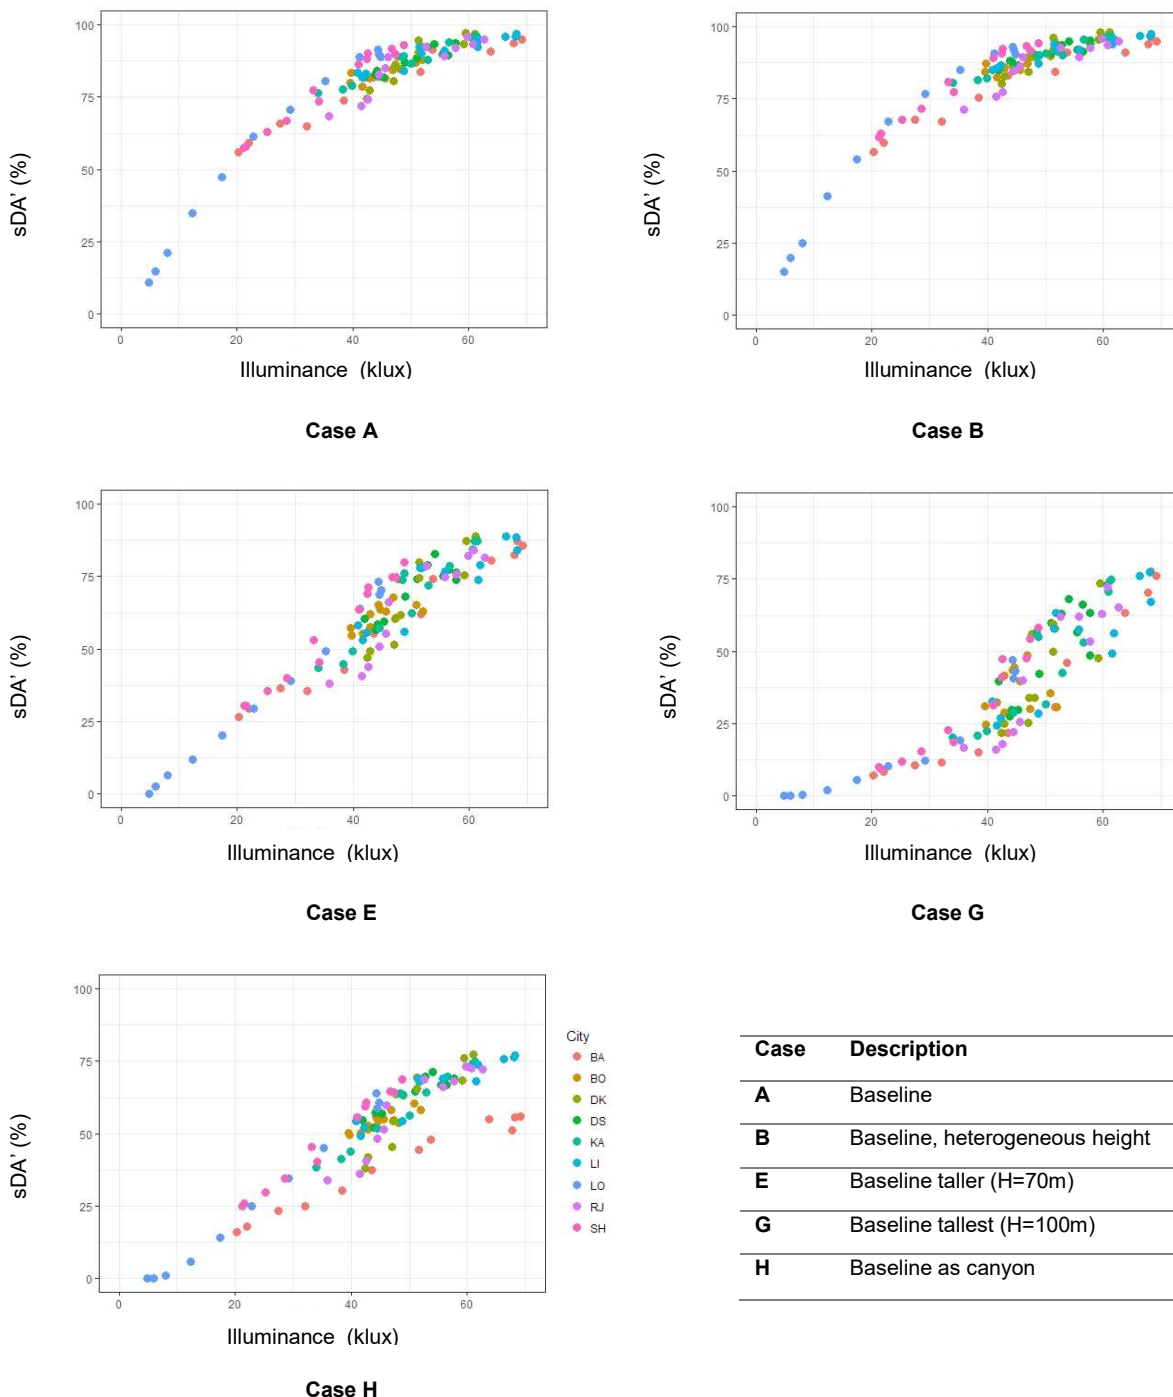 100
75
50
25
0
sDA' (%)
0 20 40 60
Illuminance (klux)
Case A
100
75
50
25
0
sDA' (%)
0 20 40 60
Illuminance (klux)
Case B
100
75
50
25
0
sDA' (%)
0 20 40 60
Illuminance (klux)
Case E
100
75
50
25
0
sDA' (%)
0 20 40 60
Illuminance (klux)
Case G
100
75
50
25
0
sDA' (%)
0 20 40 60
Illuminance (klux)
Case H
City
BA
BO
DK
DS
KA
LI
LO
RJ
SH
Case Description
A Baseline
B Baseline, heterogeneous height
E Baseline taller (H=70m)
G Baseline tallest (H=100m)
H Baseline as canyon